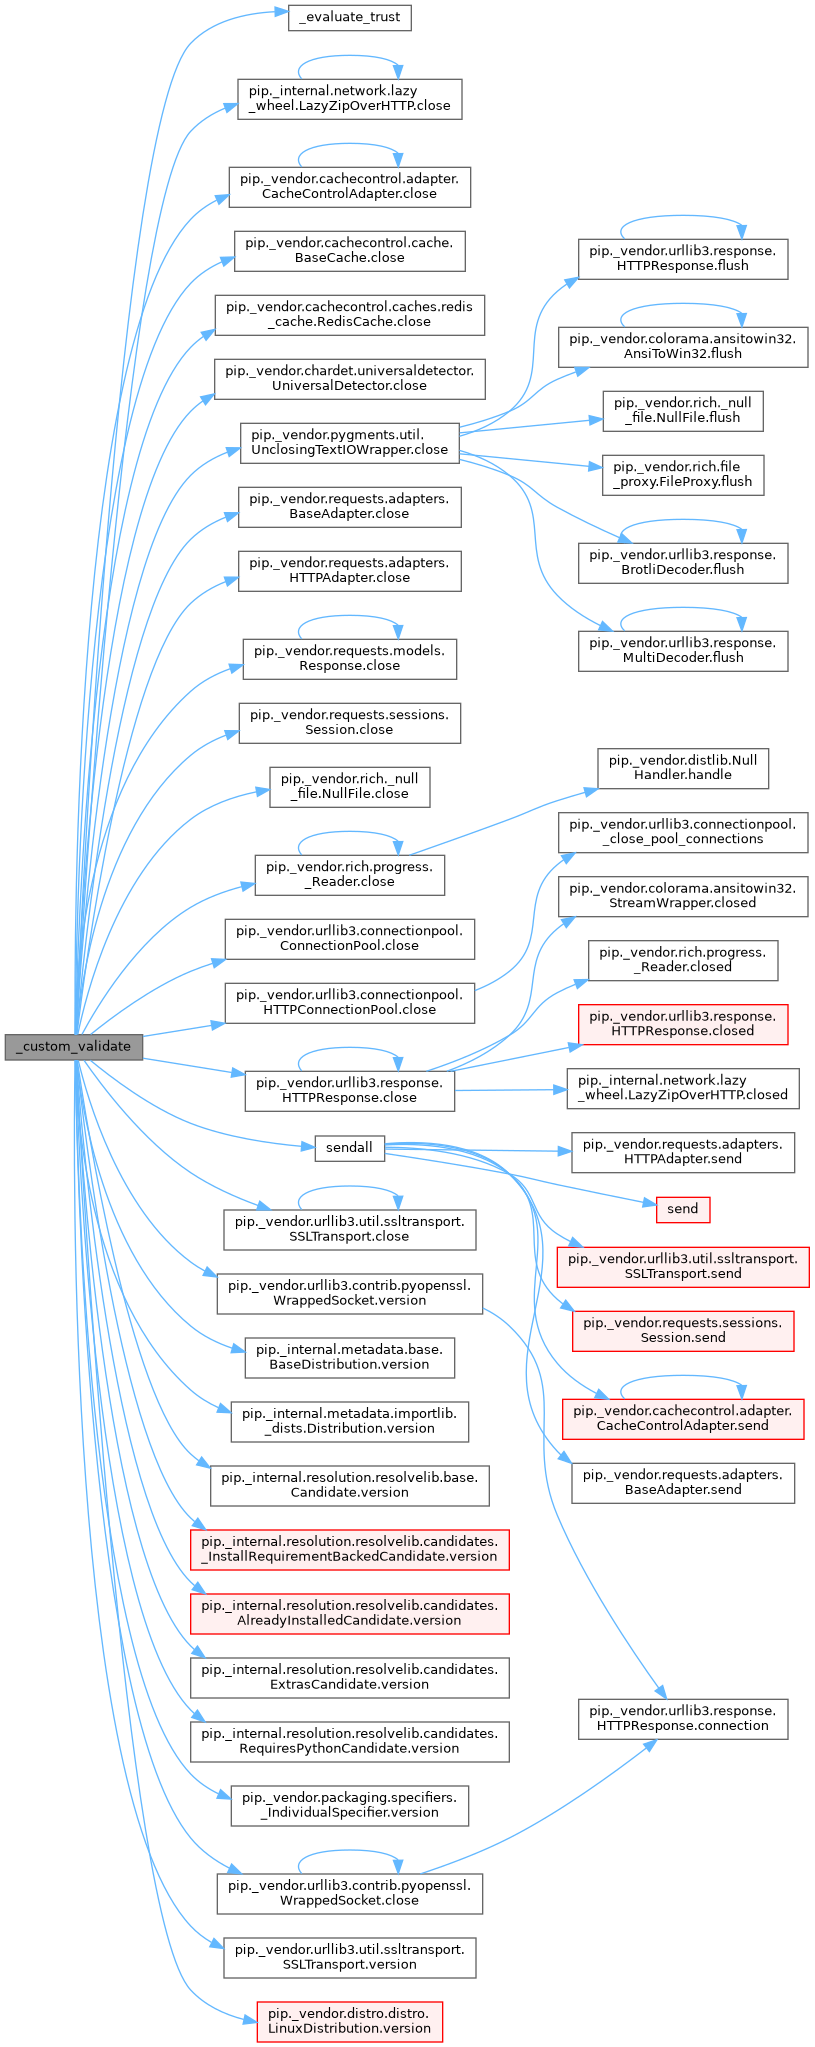 _evaluate_trust
pip._internal.network.lazy
_wheel.LazyZipOverHTTP.close
pip._vendor.cachecontrol.adapter.
CacheControlAdapter.close
pip._vendor.cachecontrol.cache.
BaseCache.close
pip._vendor.cachecontrol.caches.redis
_cache.RedisCache.close
pip._vendor.chardet.universaldetector.
UniversalDetector.close
pip._vendor.pygments.util.
UnclosingTextIOWrapper.close
pip._vendor.requests.adapters.
BaseAdapter.close
pip._vendor.requests.adapters.
HTTPAdapter.close
pip._vendor.requests.models.
Response.close
pip._vendor.requests.sessions.
Session.close
pip._vendor.rich._null
_file.NullFile.close
pip._vendor.rich.progress.
_Reader.close
pip._vendor.urllib3.connectionpool.
ConnectionPool.close
pip._vendor.urllib3.connectionpool.
HTTPConnectionPool.close
_custom_validate
pip._vendor.urllib3.response.
HTTPResponse.close
sendall
pip._vendor.urllib3.util.ssltransport.
SSLTransport.close
pip._vendor.urllib3.contrib.pyopenssl.
WrappedSocket.version
pip._internal.metadata.base.
BaseDistribution.version
pip._internal.metadata.importlib.
_dists.Distribution.version
pip._internal.resolution.resolvelib.base.
Candidate.version
pip._internal.resolution.resolvelib.candidates.
_InstallRequirementBackedCandidate.version
pip._internal.resolution.resolvelib.candidates.
AlreadyInstalledCandidate.version
pip._internal.resolution.resolvelib.candidates.
ExtrasCandidate.version
pip._internal.resolution.resolvelib.candidates.
RequiresPythonCandidate.version
pip._vendor.packaging.specifiers.
_IndividualSpecifier.version
pip._vendor.urllib3.contrib.pyopenssl.
WrappedSocket.close
pip._vendor.urllib3.util.ssltransport.
SSLTransport.version
pip._vendor.distro.distro.
LinuxDistribution.version
pip._vendor.urllib3.response.
HTTPResponse.flush
pip._vendor.colorama.ansitowin32.
AnsiToWin32.flush
pip._vendor.rich._null
_file.NullFile.flush
pip._vendor.rich.file
_proxy.FileProxy.flush
pip._vendor.urllib3.response.
BrotliDecoder.flush
pip._vendor.urllib3.response.
MultiDecoder.flush
pip._vendor.distlib.Null
Handler.handle
pip._vendor.urllib3.connectionpool.
_close_pool_connections
pip._vendor.colorama.ansitowin32.
StreamWrapper.closed
pip._vendor.rich.progress.
_Reader.closed
pip._vendor.urllib3.response.
HTTPResponse.closed
pip._internal.network.lazy
_wheel.LazyZipOverHTTP.closed
pip._vendor.requests.adapters.
HTTPAdapter.send
send
pip._vendor.urllib3.util.ssltransport.
SSLTransport.send
pip._vendor.requests.sessions.
Session.send
pip._vendor.cachecontrol.adapter.
CacheControlAdapter.send
pip._vendor.requests.adapters.
BaseAdapter.send
pip._vendor.urllib3.response.
HTTPResponse.connection